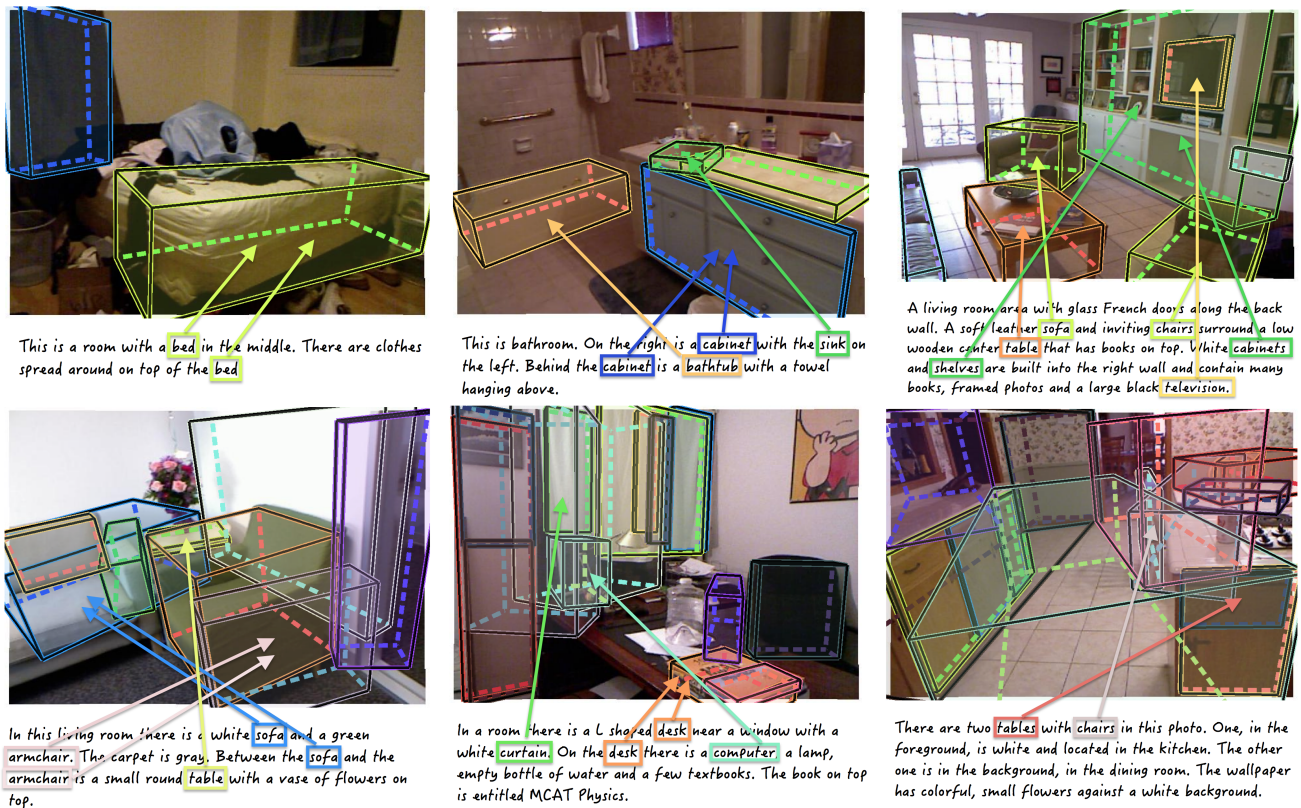 This is a room with a bed in the middle. There are clothes
spread around on top of the bed
This is bathroom. On the right is a cabinet with the sink on
the left. Behind the cabinet is a bathtub with a towel
hanging above.
A living room area with glass French doors along the back
wall. A soft leather sofa and inviting chairs surround a low
wooden center table that has books on top. White cabinets
and shelves are built into the right wall and contain many
books, framed photos and a large black television.
In this living room there is a white sofa and a green
armchair. The carpet is gray. Between the sofa and the
armchair is a small round table with a vase of flowers on
top.
In a room there is a L shaped desk near a window with a
white curtain. On the desk there is a computer, a lamp,
empty bottle of water and a few textbooks. The book on top
is entitled MCAT Physics.
There are two tables with chairs in this photo. One, in the
foreground, is white and located in the kitchen. The other
one is in the background, in the dining room. The wallpaper
has colorful, small flowers against a white background.